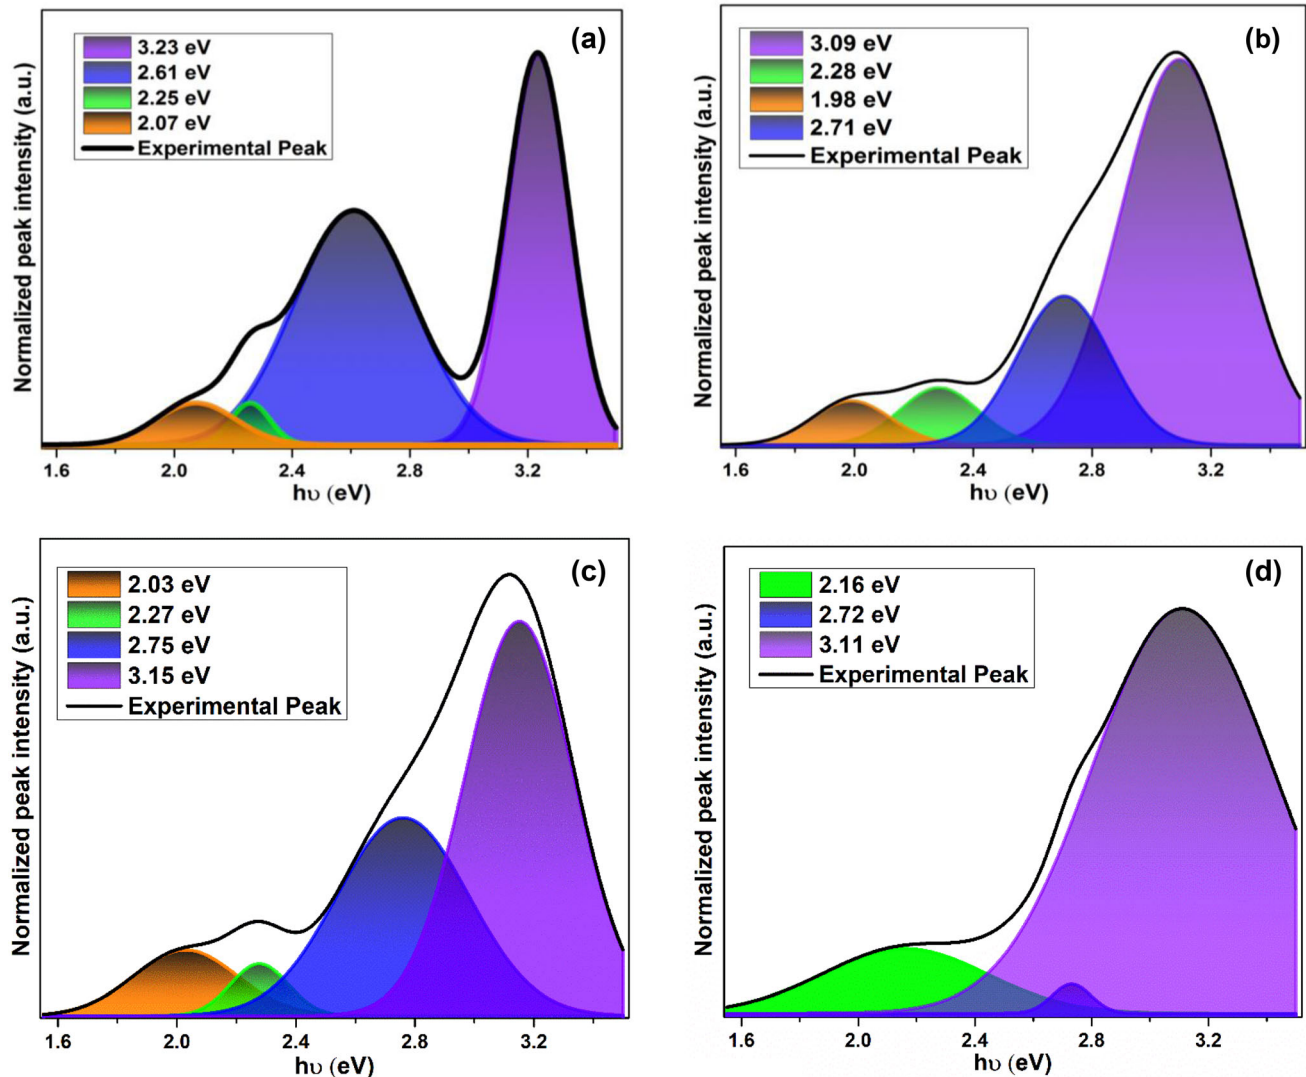 (a)
3.23 eV
2.61 eV
2.25 eV
2.07 eV
Experimental Peak
Normalized peak intensity (a.u.)
1.6 2.0 2.4 2.8 3.2
hυ (eV)
(b)
3.09 eV
2.28 eV
1.98 eV
2.71 eV
Experimental Peak
Normalized peak intensity (a.u.)
1.6 2.0 2.4 2.8 3.2
hυ (eV)
(c)
2.03 eV
2.27 eV
2.75 eV
3.15 eV
Experimental Peak
Normalized peak intensity (a.u.)
1.6 2.0 2.4 2.8 3.2
hυ (eV)
(d)
2.16 eV
2.72 eV
3.11 eV
Experimental Peak
Normalized peak intensity (a.u.)
1.6 2.0 2.4 2.8 3.2
hυ (eV)